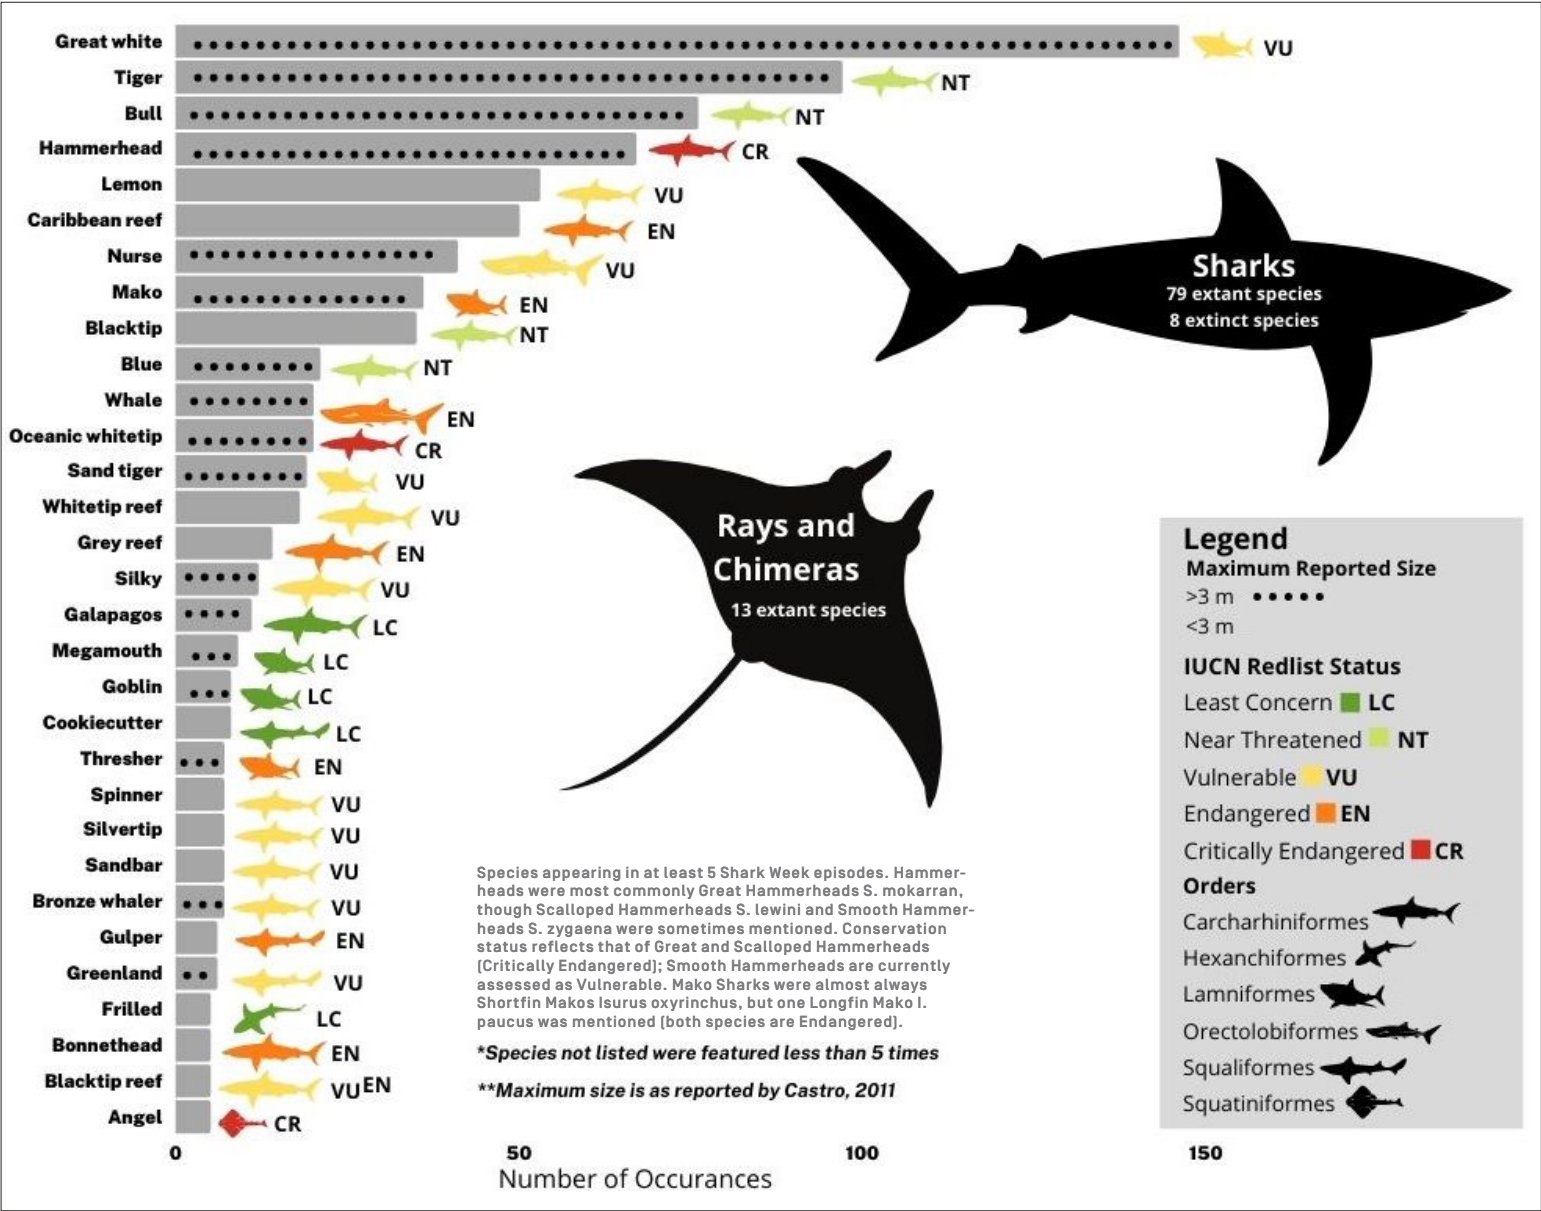 Great white VU
Tiger NT
Bull NT
Hammerhead CR
Lemon VU
Caribbean reef EN
Nurse VU
Mako EN
Blacktip NT
Blue NT
Whale EN
Oceanic whitetip CR
Sand tiger VU
Whitetip reef VU
Grey reef EN
Silky VU
Galapagos LC
Megamouth LC
Goblin LC
Cookiecutter LC
Thresher EN
Spinner VU
Silvertip VU
Sandbar VU
Bronze whaler VU
Gulper EN
Greenland VU
Frilled LC
Bonnethead EN
Blacktip reef VU EN
Angel CR
0 50 100 150
Number of Occurances
Sharks
79 extant species
8 extinct species
Rays and
Chimeras
13 extant species
Species appearing in at least 5 Shark Week episodes. Hammer-
heads were most commonly Great Hammerheads S. mokarran,
though Scalloped Hammerheads S. lewini and Smooth Hammer-
heads S. zygaena were sometimes mentioned. Conservation
status reflects that of Great and Scalloped Hammerheads
(Critically Endangered); Smooth Hammerheads are currently
assessed as Vulnerable. Mako Sharks were almost always
Shortfin Makos Isurus oxyrinchus, but one Longfin Mako I.
paucus was mentioned (both species are Endangered).
*Species not listed were featured less than 5 times
**Maximum size is as reported by Castro, 2011
Legend
Maximum Reported Size
>3 m
<3 m
IUCN Redlist Status
Least Concern LC
Near Threatened NT
Vulnerable VU
Endangered EN
Critically Endangered CR
Orders
Carcharhiniformes
Hexanchiformes
Lamniformes
Orectolobiformes
Squaliformes
Squatiniformes